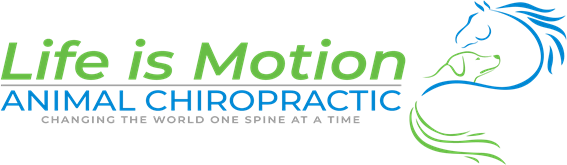 Life is Motion
ANIMAL CHIROPRACTIC
CHANGING THE WORLD ONE SPINE AT A TIME